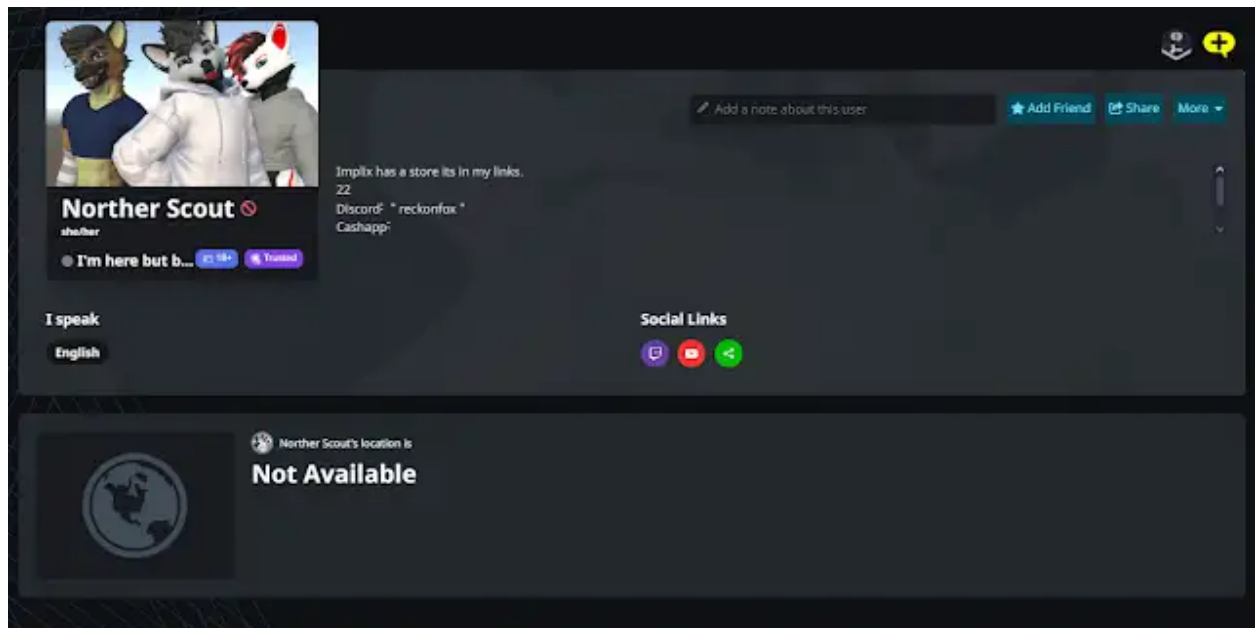 Add a note about this user
Add Friend
Share
More
Implix has a store its in my links.
22
Discord: " reckonfox "
Cashapp:
Norther Scout
she/her
I'm here but b...
18+
Trusted
I speak
English
Social Links
Norther Scout's location is
Not Available